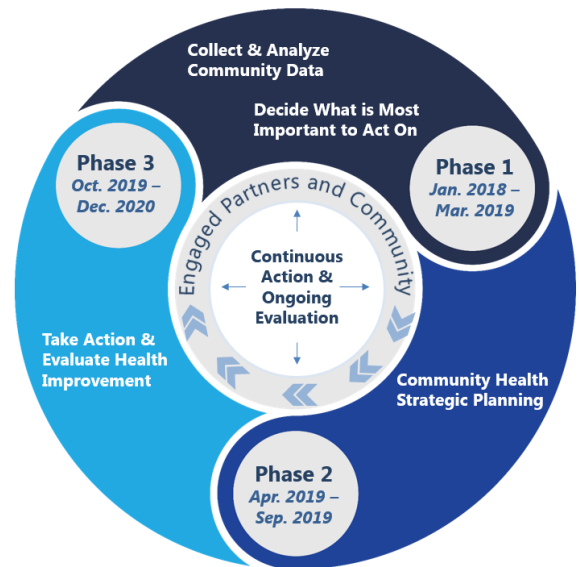 Collect & Analyze
Community Data
Decide What is Most
Important to Act On
Phase 1
Jan. 2018 –
Mar. 2019
Phase 3
Oct. 2019 –
Dec. 2020
Engaged Partners and Community
Continuous
Action &
Ongoing
Evaluation
Take Action &
Evaluate Health
Improvement
Community Health
Strategic Planning
Phase 2
Apr. 2019 –
Sep. 2019